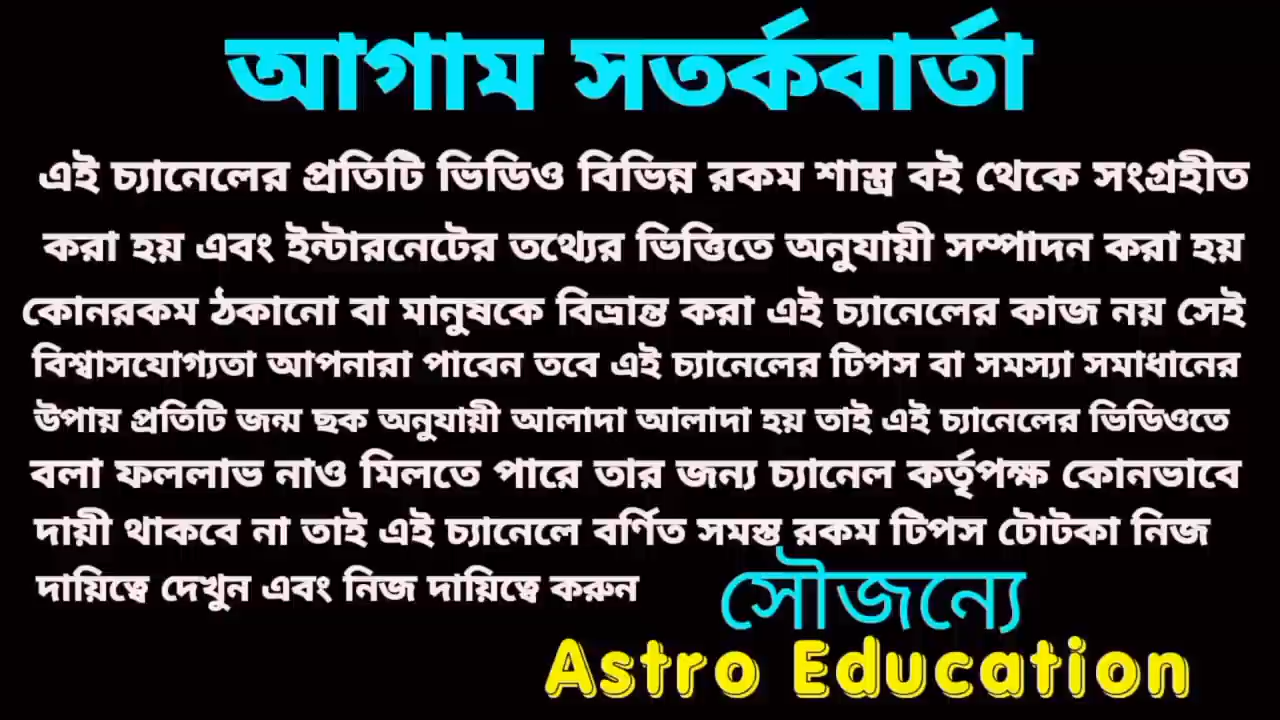 আগাম সতর্কবার্তা
এই চ্যানেলের প্রতিটি ভিডিও বিভিন্ন রকম শাস্ত্র বই থেকে সংগ্রহীত
করা হয় এবং ইন্টারনেটের তথ্যের ভিত্তিতে অনুযায়ী সম্পাদন করা হয়
কোনরকম ঠকানো বা মানুষকে বিভ্রান্ত করা এই চ্যানেলের কাজ নয় সেই
বিশ্বাসযোগ্যতা আপনারা পাবেন তবে এই চ্যানেলের টিপস বা সমস্যা সমাধানের
উপায় প্রতিটি জন্ম ছক অনুযায়ী আলাদা আলাদা হয় তাই এই চ্যানেলের ভিডিওতে
বলা ফললাভ নাও মিলতে পারে তার জন্য চ্যানেল কর্তৃপক্ষ কোনভাবে
দায়ী থাকবে না তাই এই চ্যানেলে বর্ণিত সমস্ত রকম টিপস টোটকা নিজ
দায়িত্বে দেখুন এবং নিজ দায়িত্বে করুন
সৌজন্যে
Astro Education